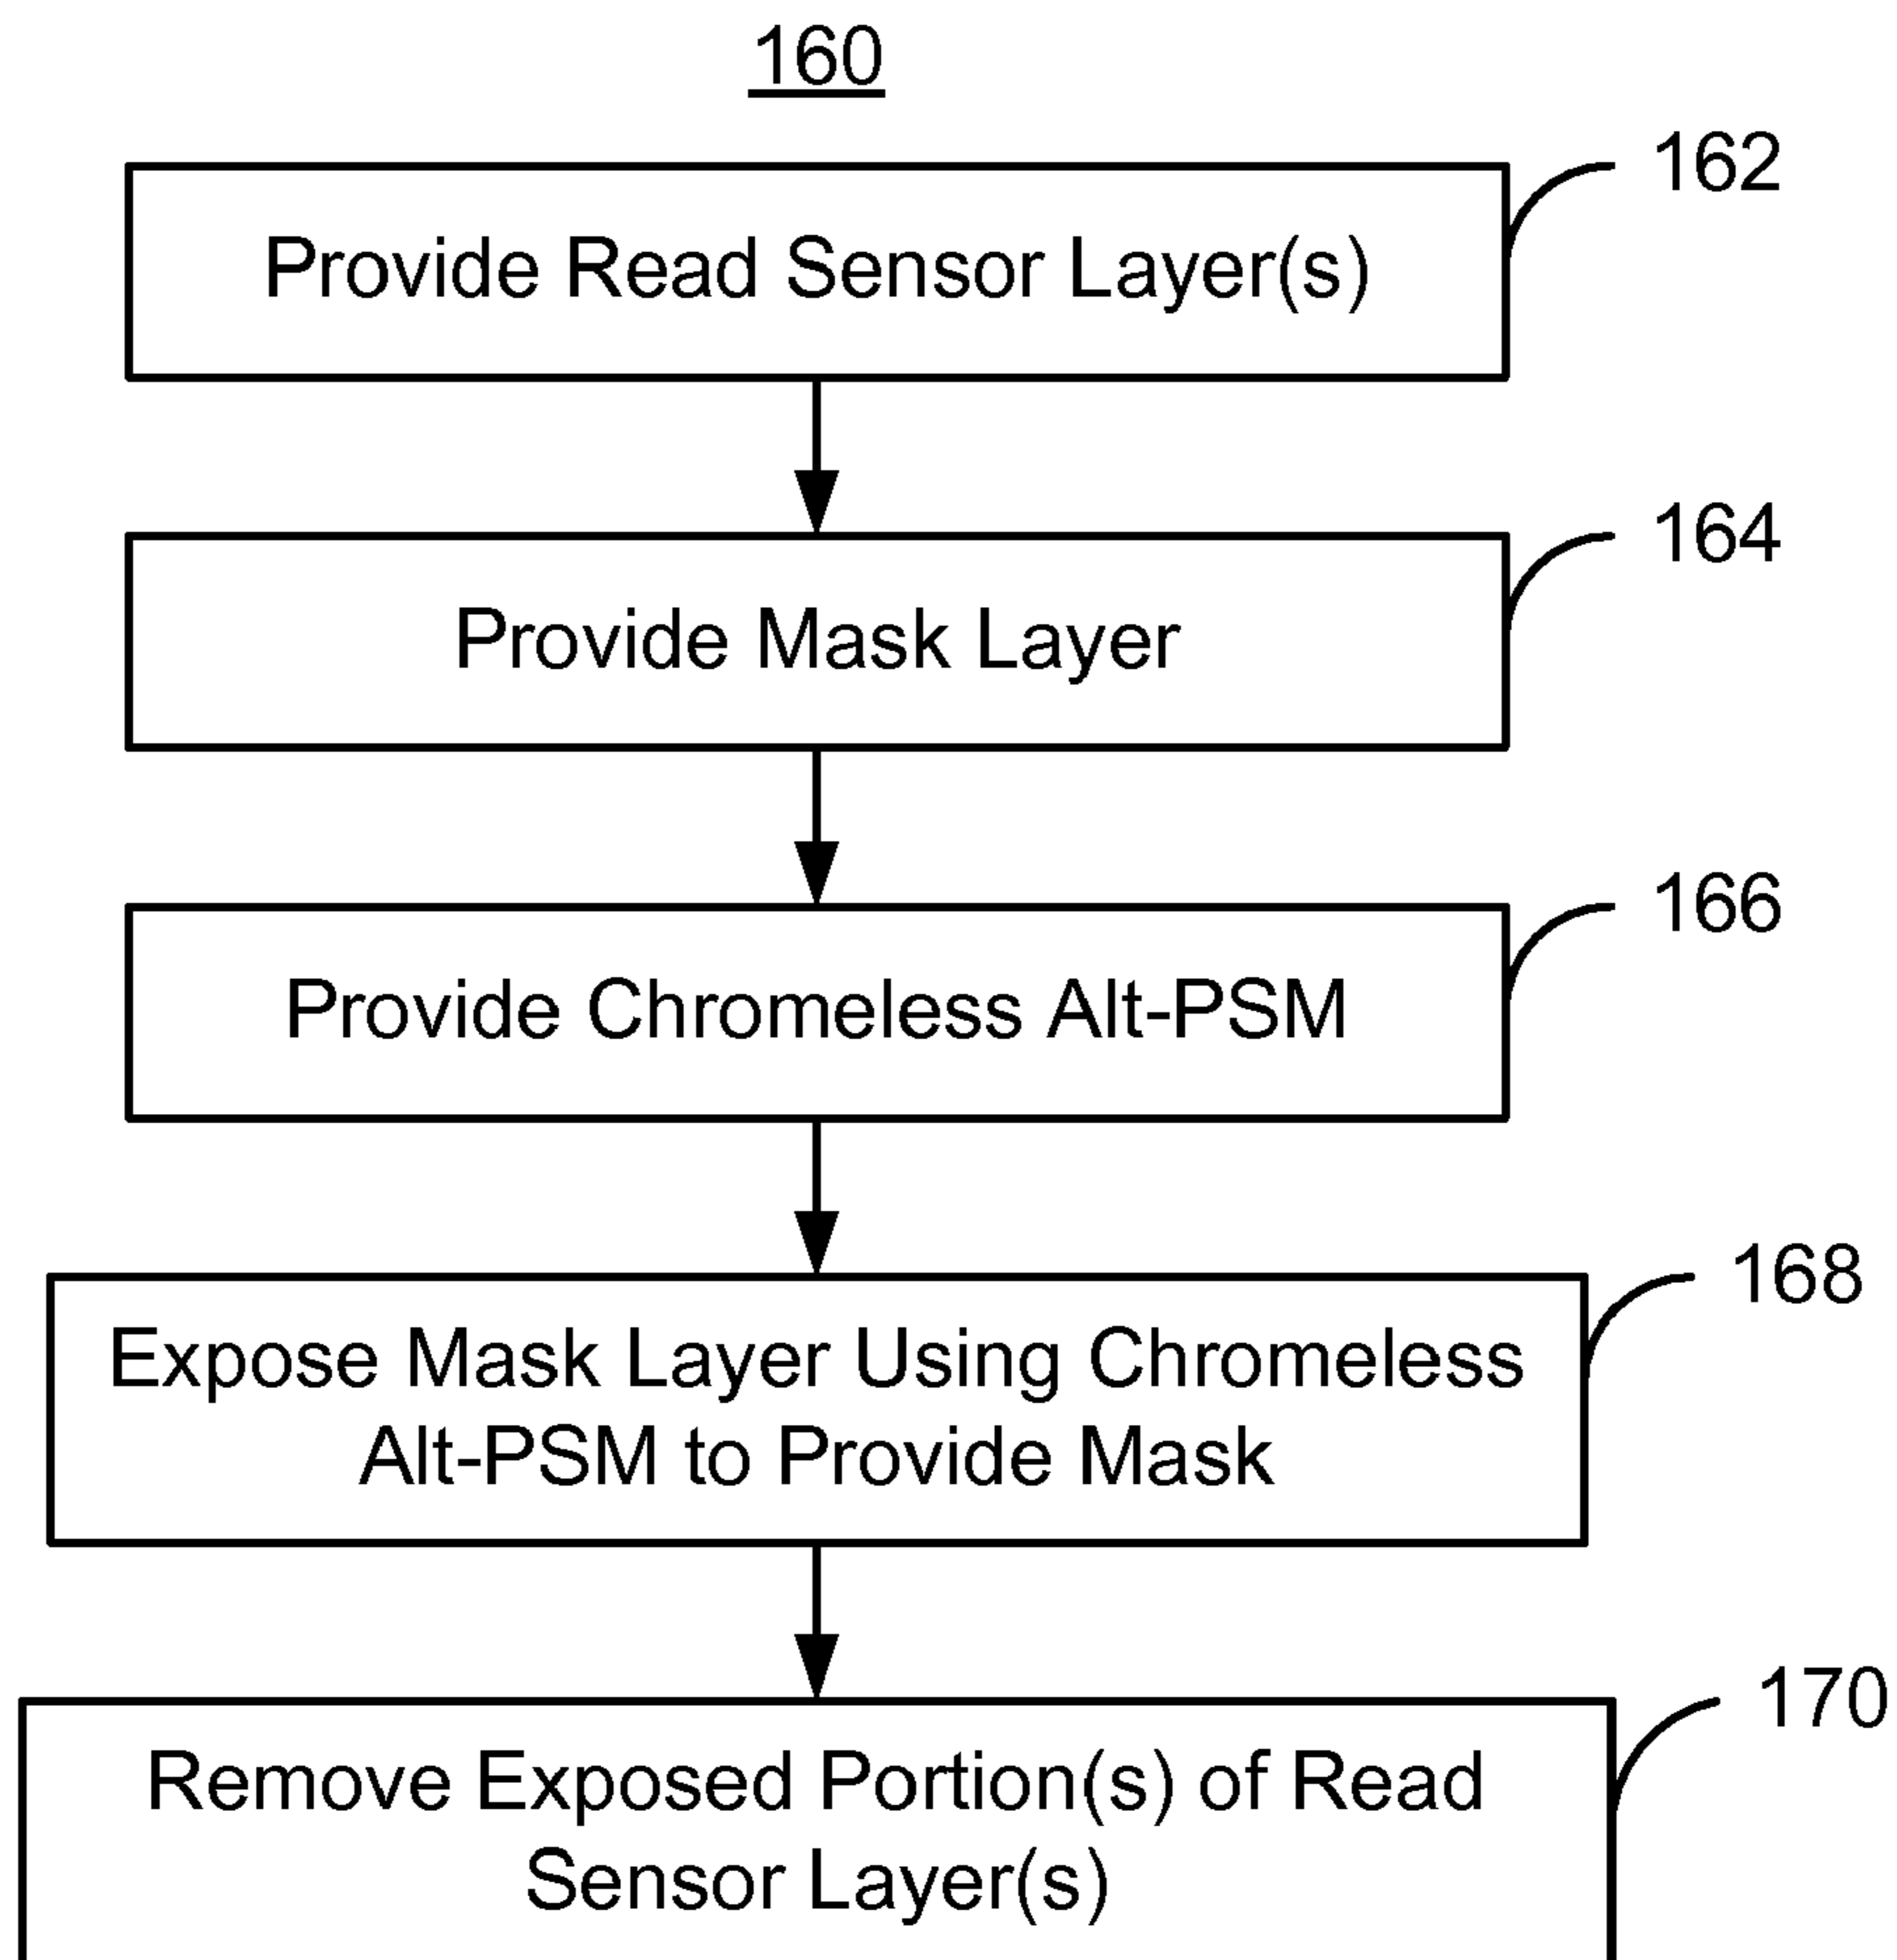 160
162
Provide Read Sensor Layer(s)
164
Provide Mask Layer
166
Provide Chromeless Alt-PSM
168
Expose Mask Layer Using Chromeless
Alt-PSM to Provide Mask
170
Remove Exposed Portion(s) of Read
Sensor Layer(s)